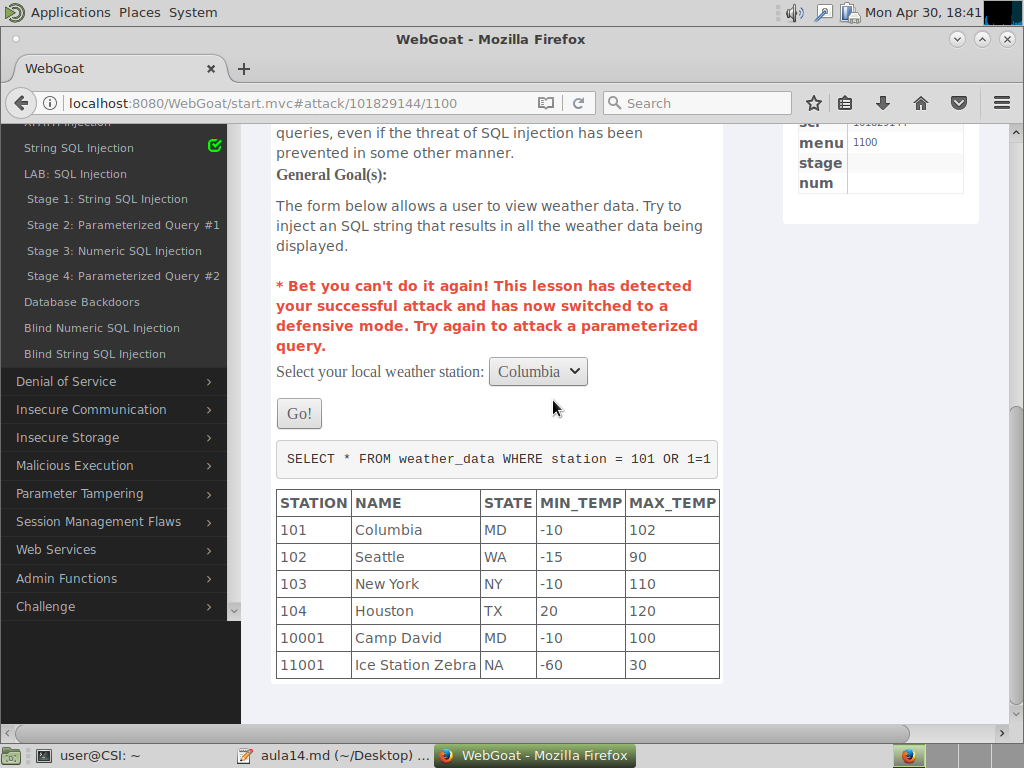 Applications Places System Mon Apr 30, 18:41
WebGoat - Mozilla Firefox
WebGoat
localhost:8080/WebGoat/start.mvc#attack/101829144/1100 Search
String SQL Injection
LAB: SQL Injection
Stage 1: String SQL Injection
Stage 2: Parameterized Query #1
Stage 3: Numeric SQL Injection
Stage 4: Parameterized Query #2
Database Backdoors
Blind Numeric SQL Injection
Blind String SQL Injection
Denial of Service
Insecure Communication
Insecure Storage
Malicious Execution
Parameter Tampering
Session Management Flaws
Web Services
Admin Functions
Challenge
queries, even if the threat of SQL injection has been
prevented in some other manner.
General Goal(s):
The form below allows a user to view weather data. Try to
inject an SQL string that results in all the weather data being
displayed.
* Bet you can't do it again! This lesson has detected
your successful attack and has now switched to a
defensive mode. Try again to attack a parameterized
query.
Select your local weather station: Columbia
Go!
SELECT * FROM weather_data WHERE station = 101 OR 1=1
STATION NAME STATE MIN_TEMP MAX_TEMP
101 Columbia MD -10 102
102 Seattle WA -15 90
103 New York NY -10 110
104 Houston TX 20 120
10001 Camp David MD -10 100
11001 Ice Station Zebra NA -60 30
menu 1100
stage
num
user@CSI: ~ aula14.md (~/Desktop) ... WebGoat - Mozilla Firefox